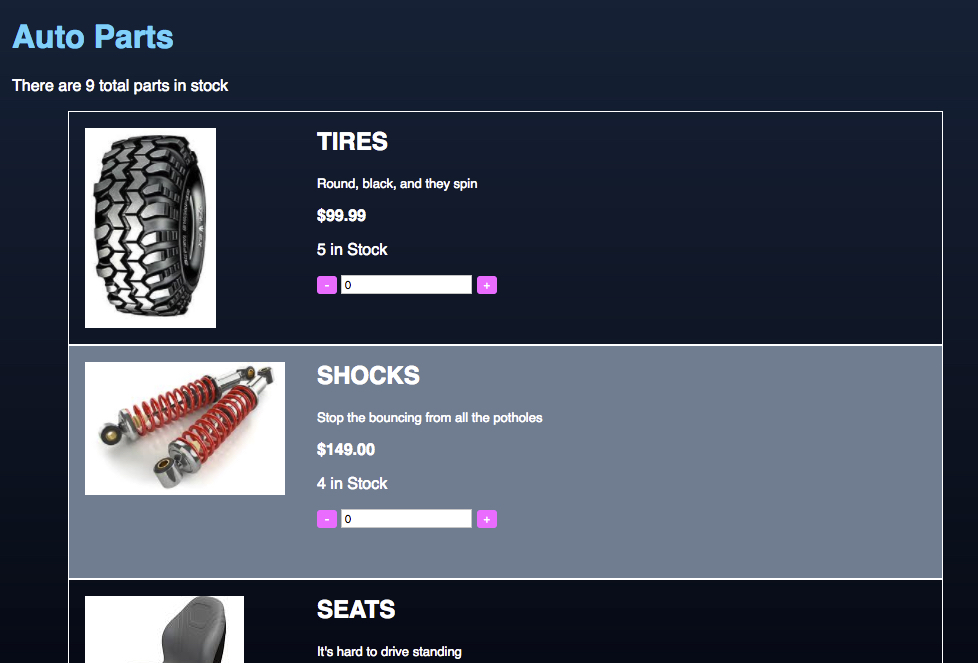 Auto Parts
There are 9 total parts in stock
TIRES
Round, black, and they spin
$99.99
5 in Stock
- 0 +
SHOCKS
Stop the bouncing from all the potholes
$149.00
4 in Stock
- 0 +
SEATS
It's hard to drive standing